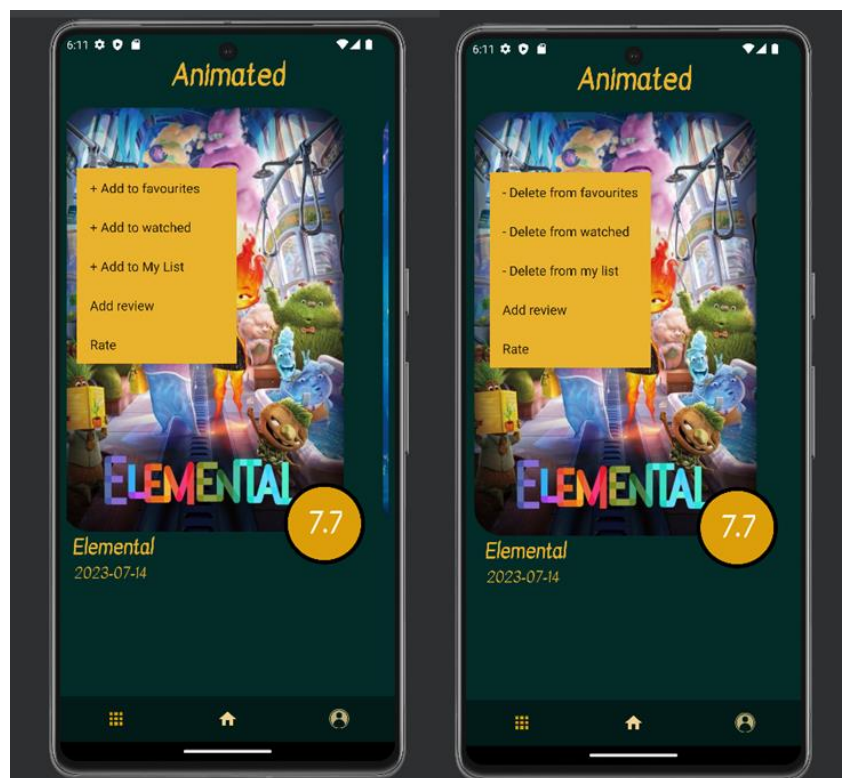 6:11
Animated
+ Add to favourites
+ Add to watched
+ Add to My List
Add review
Rate
ELEMENTAL
7.7
Elemental
2023-07-14
6:11
Animated
- Delete from favourites
- Delete from watched
- Delete from my list
Add review
Rate
ELEMENTAL
7.7
Elemental
2023-07-14